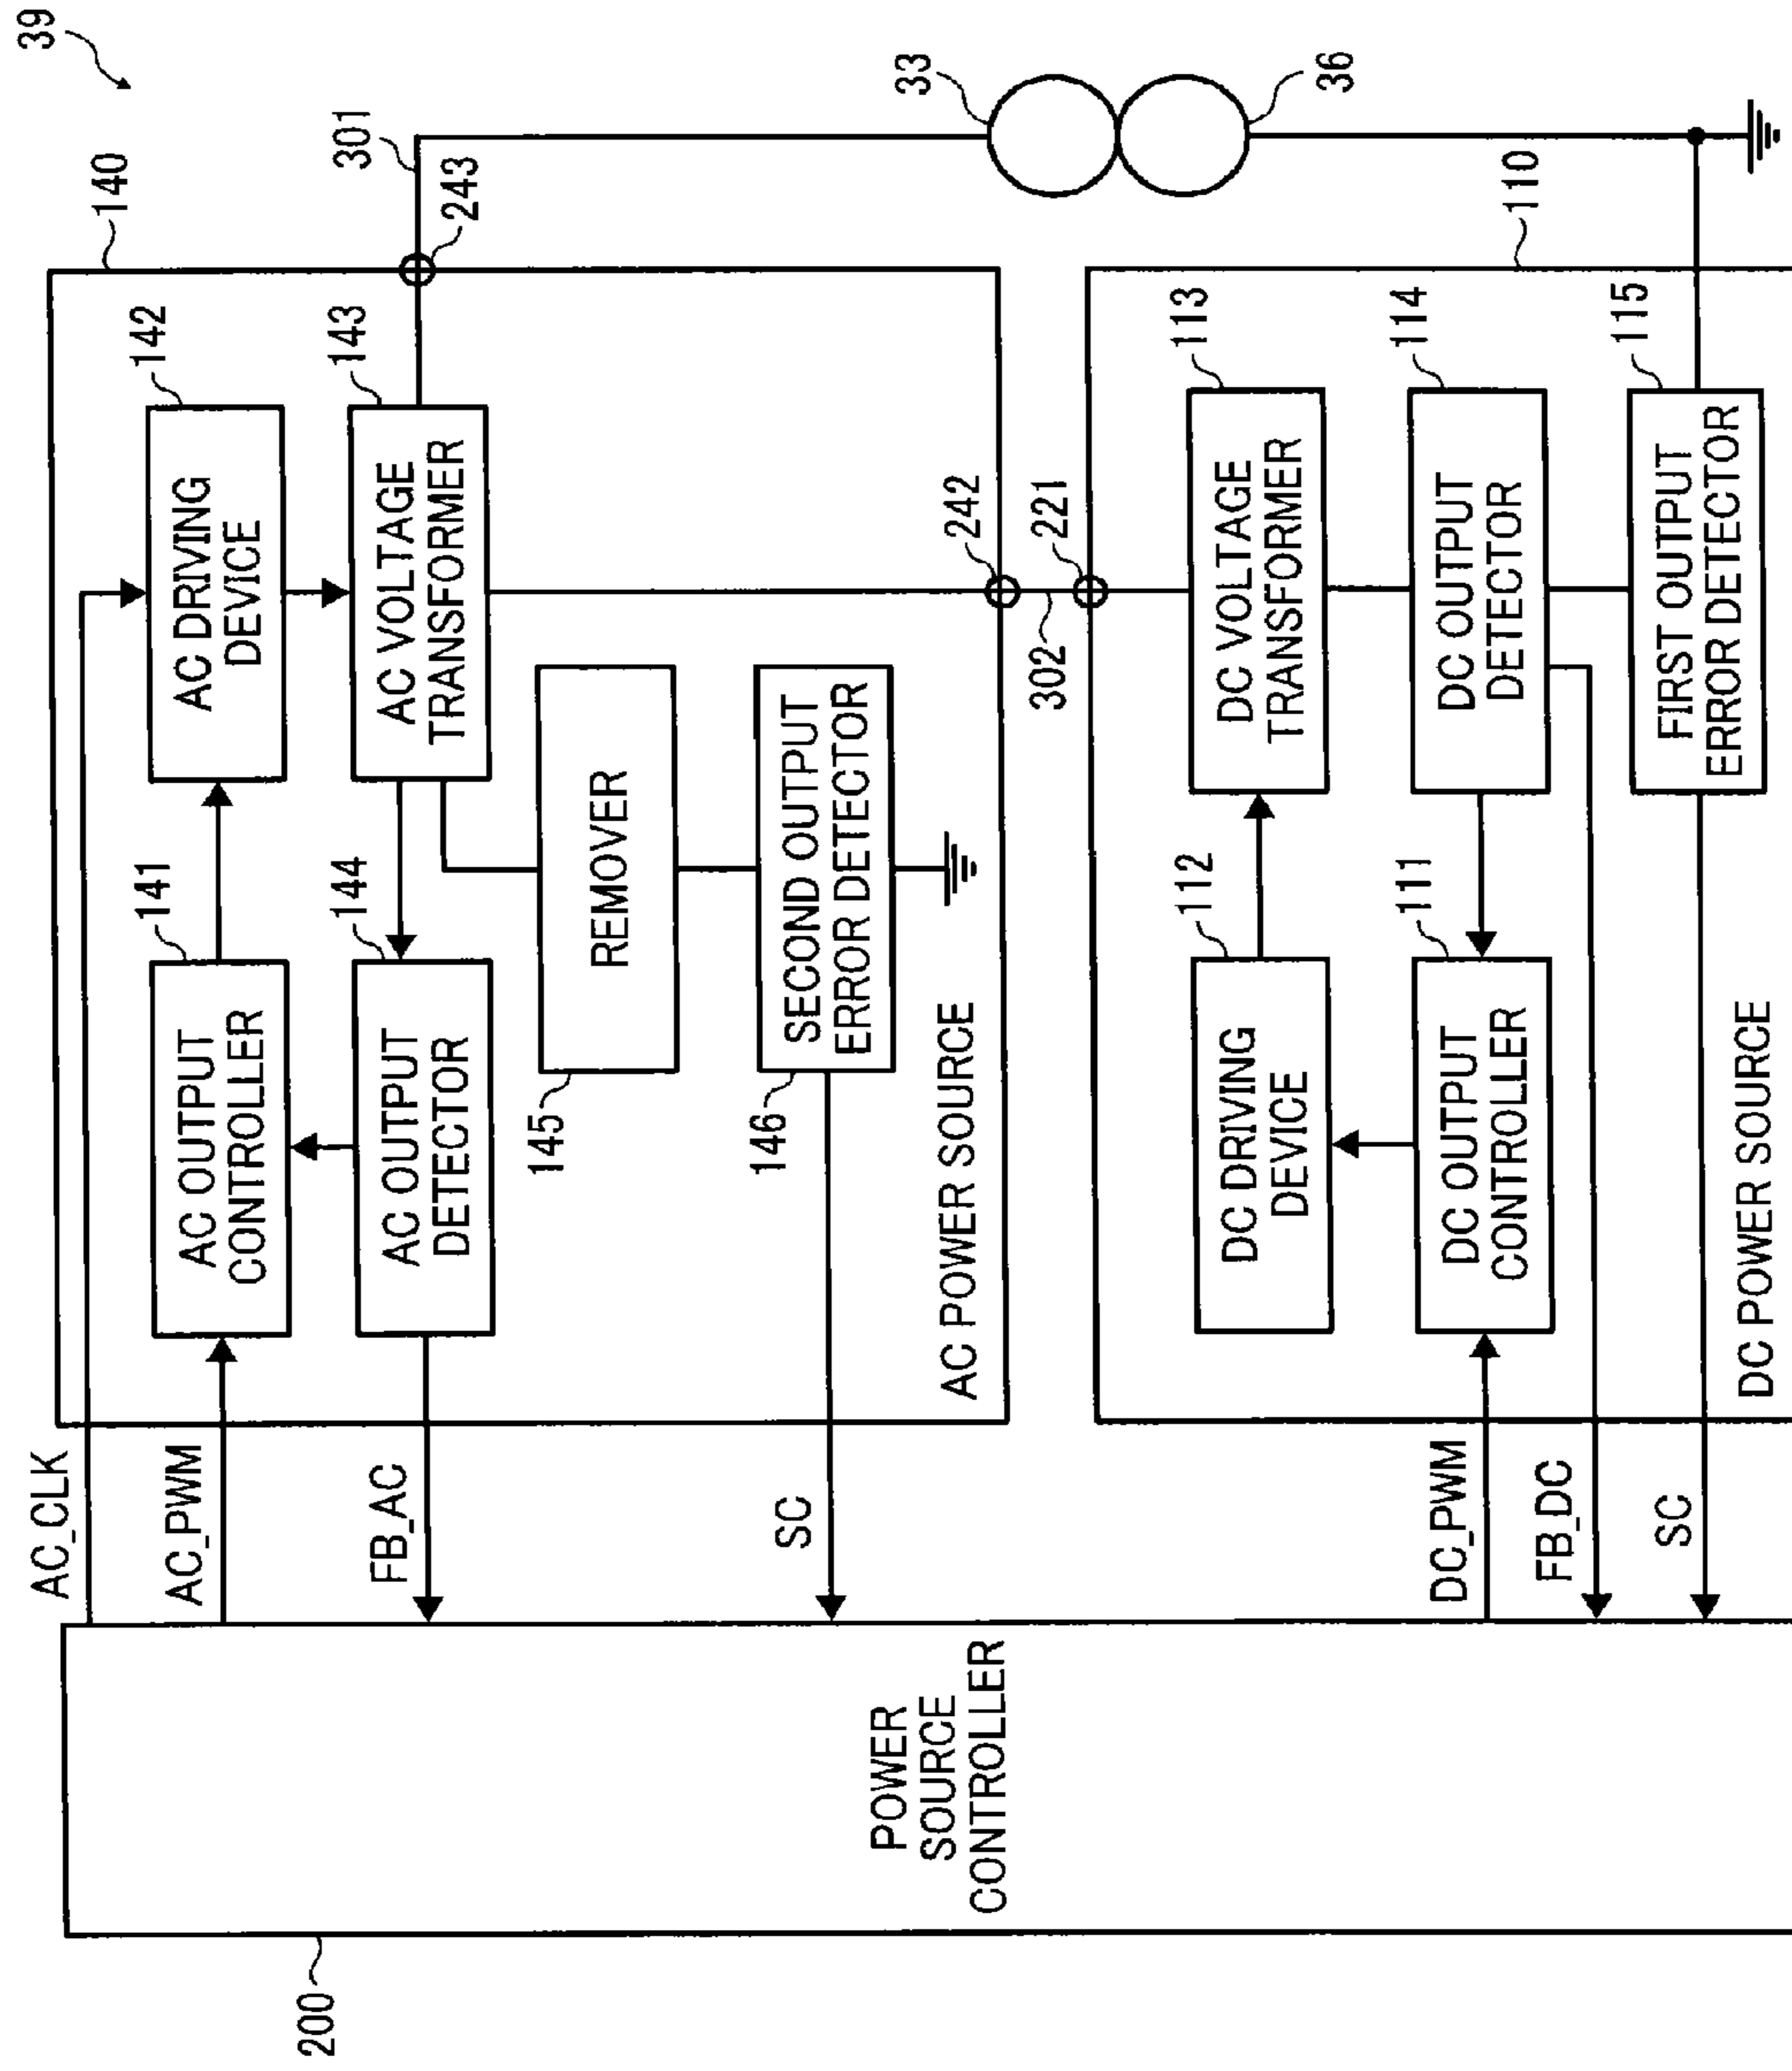 39
AC_CLK
AC_PWM
FB_AC
SC
DC_PWM
FB_DC
SC
200
POWER
SOURCE
CONTROLLER
140
141
AC OUTPUT
CONTROLLER
142
AC DRIVING
DEVICE
143
AC VOLTAGE
TRANSFORMER
144
AC OUTPUT
DETECTOR
145
REMOVER
146
SECOND OUTPUT
ERROR DETECTOR
AC POWER SOURCE
243
301
33
36
242
302
221
110
112
DC DRIVING
DEVICE
113
DC VOLTAGE
TRANSFORMER
111
DC OUTPUT
CONTROLLER
114
DC OUTPUT
DETECTOR
115
FIRST OUTPUT
ERROR DETECTOR
DC POWER SOURCE